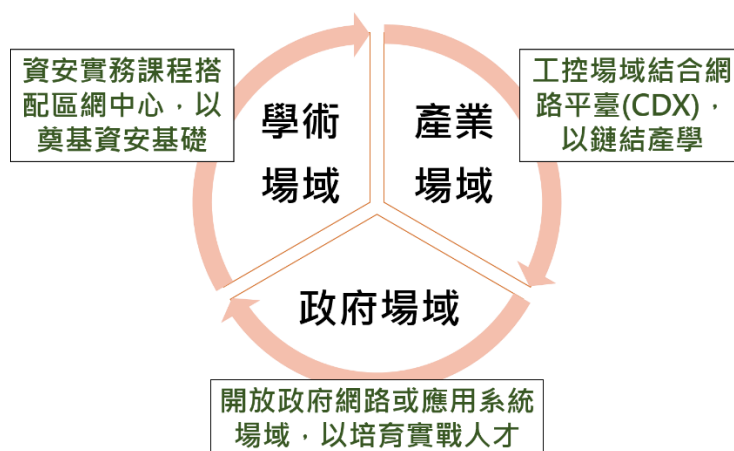 資安實務課程搭
配區網中心，以
奠基資安基礎
學術
場域
產業
場域
工控場域結合網
路平臺(CDX)，
以鏈結產學
政府場域
開放政府網路或應用系統
場域，以培育實戰人才